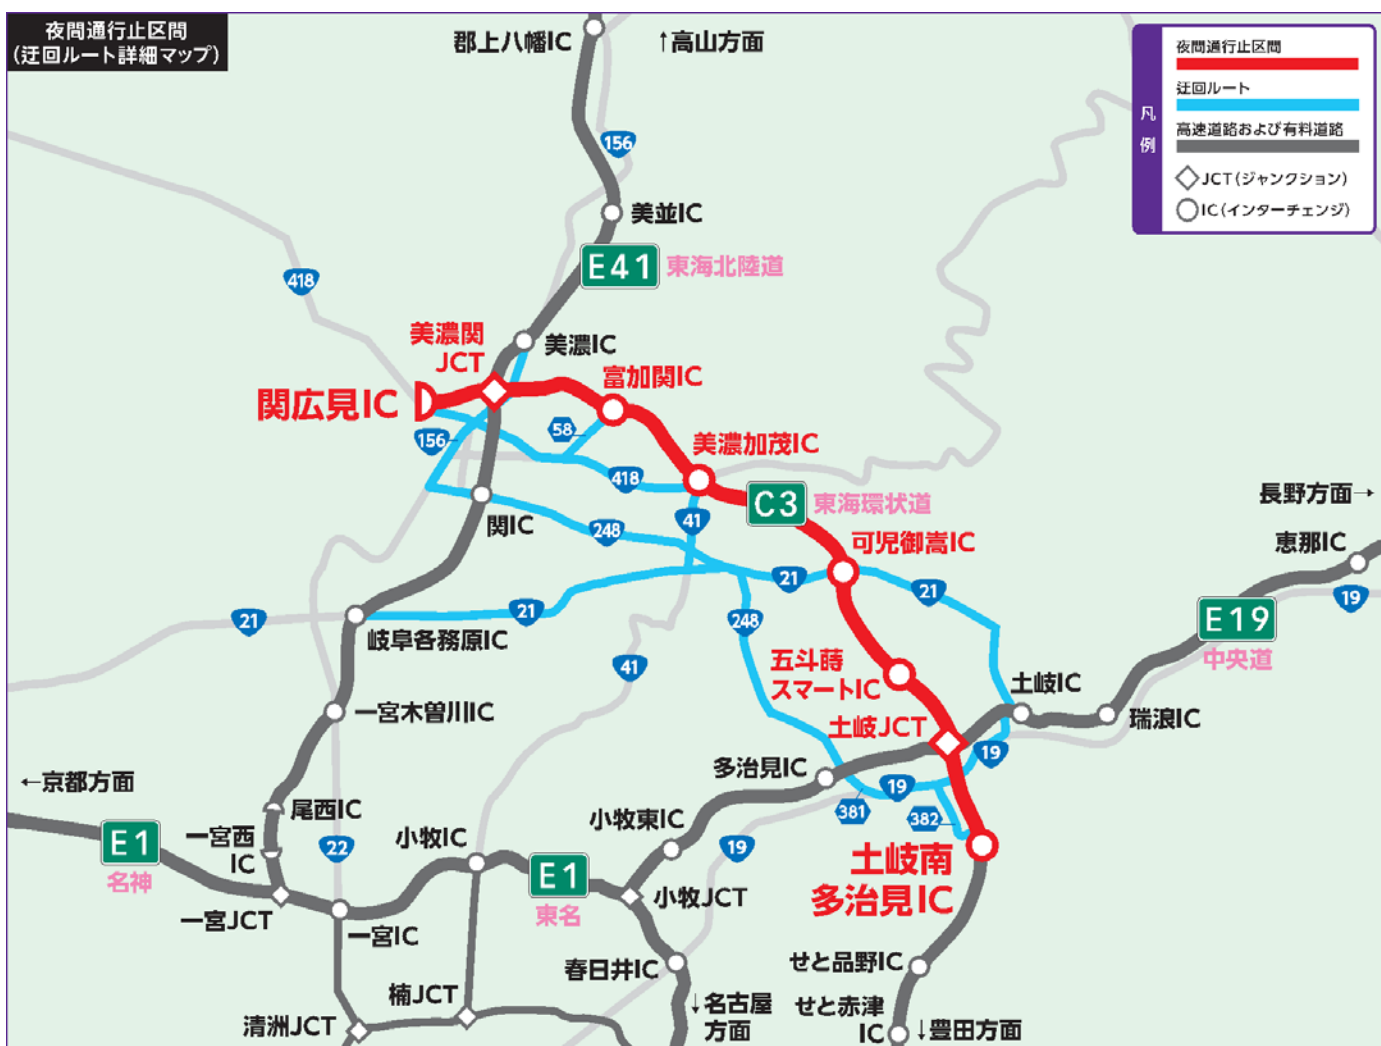 夜間通行止区間
(迂回ルート詳細マップ)
郡上八幡IC
↑高山方面
凡例
夜間通行止区間
迂回ルート
高速道路および有料道路
JCT(ジャンクション)
IC(インターチェンジ)
156
美並IC
E41
東海北陸道
418
美濃関
JCT
美濃IC
関広見IC
富加関IC
156
58
美濃加茂IC
418
C3
東海環状道
長野方面→
関IC
248
41
可児御嵩IC
恵那IC
21
21
19
21
岐阜各務原IC
21
248
E19
中央道
41
五斗蒔
スマートIC
土岐IC
一宮木曽川IC
土岐JCT
瑞浪IC
←京都方面
多治見IC
19
尾西IC
19
381
382
E1
名神
一宮西
IC
22
小牧IC
小牧東IC
19
土岐南
多治見IC
E1
東名
小牧JCT
一宮JCT
一宮IC
春日井IC
せと品野IC
楠JCT
清洲JCT
↓名古屋
方面
せと赤津
IC
↓豊田方面